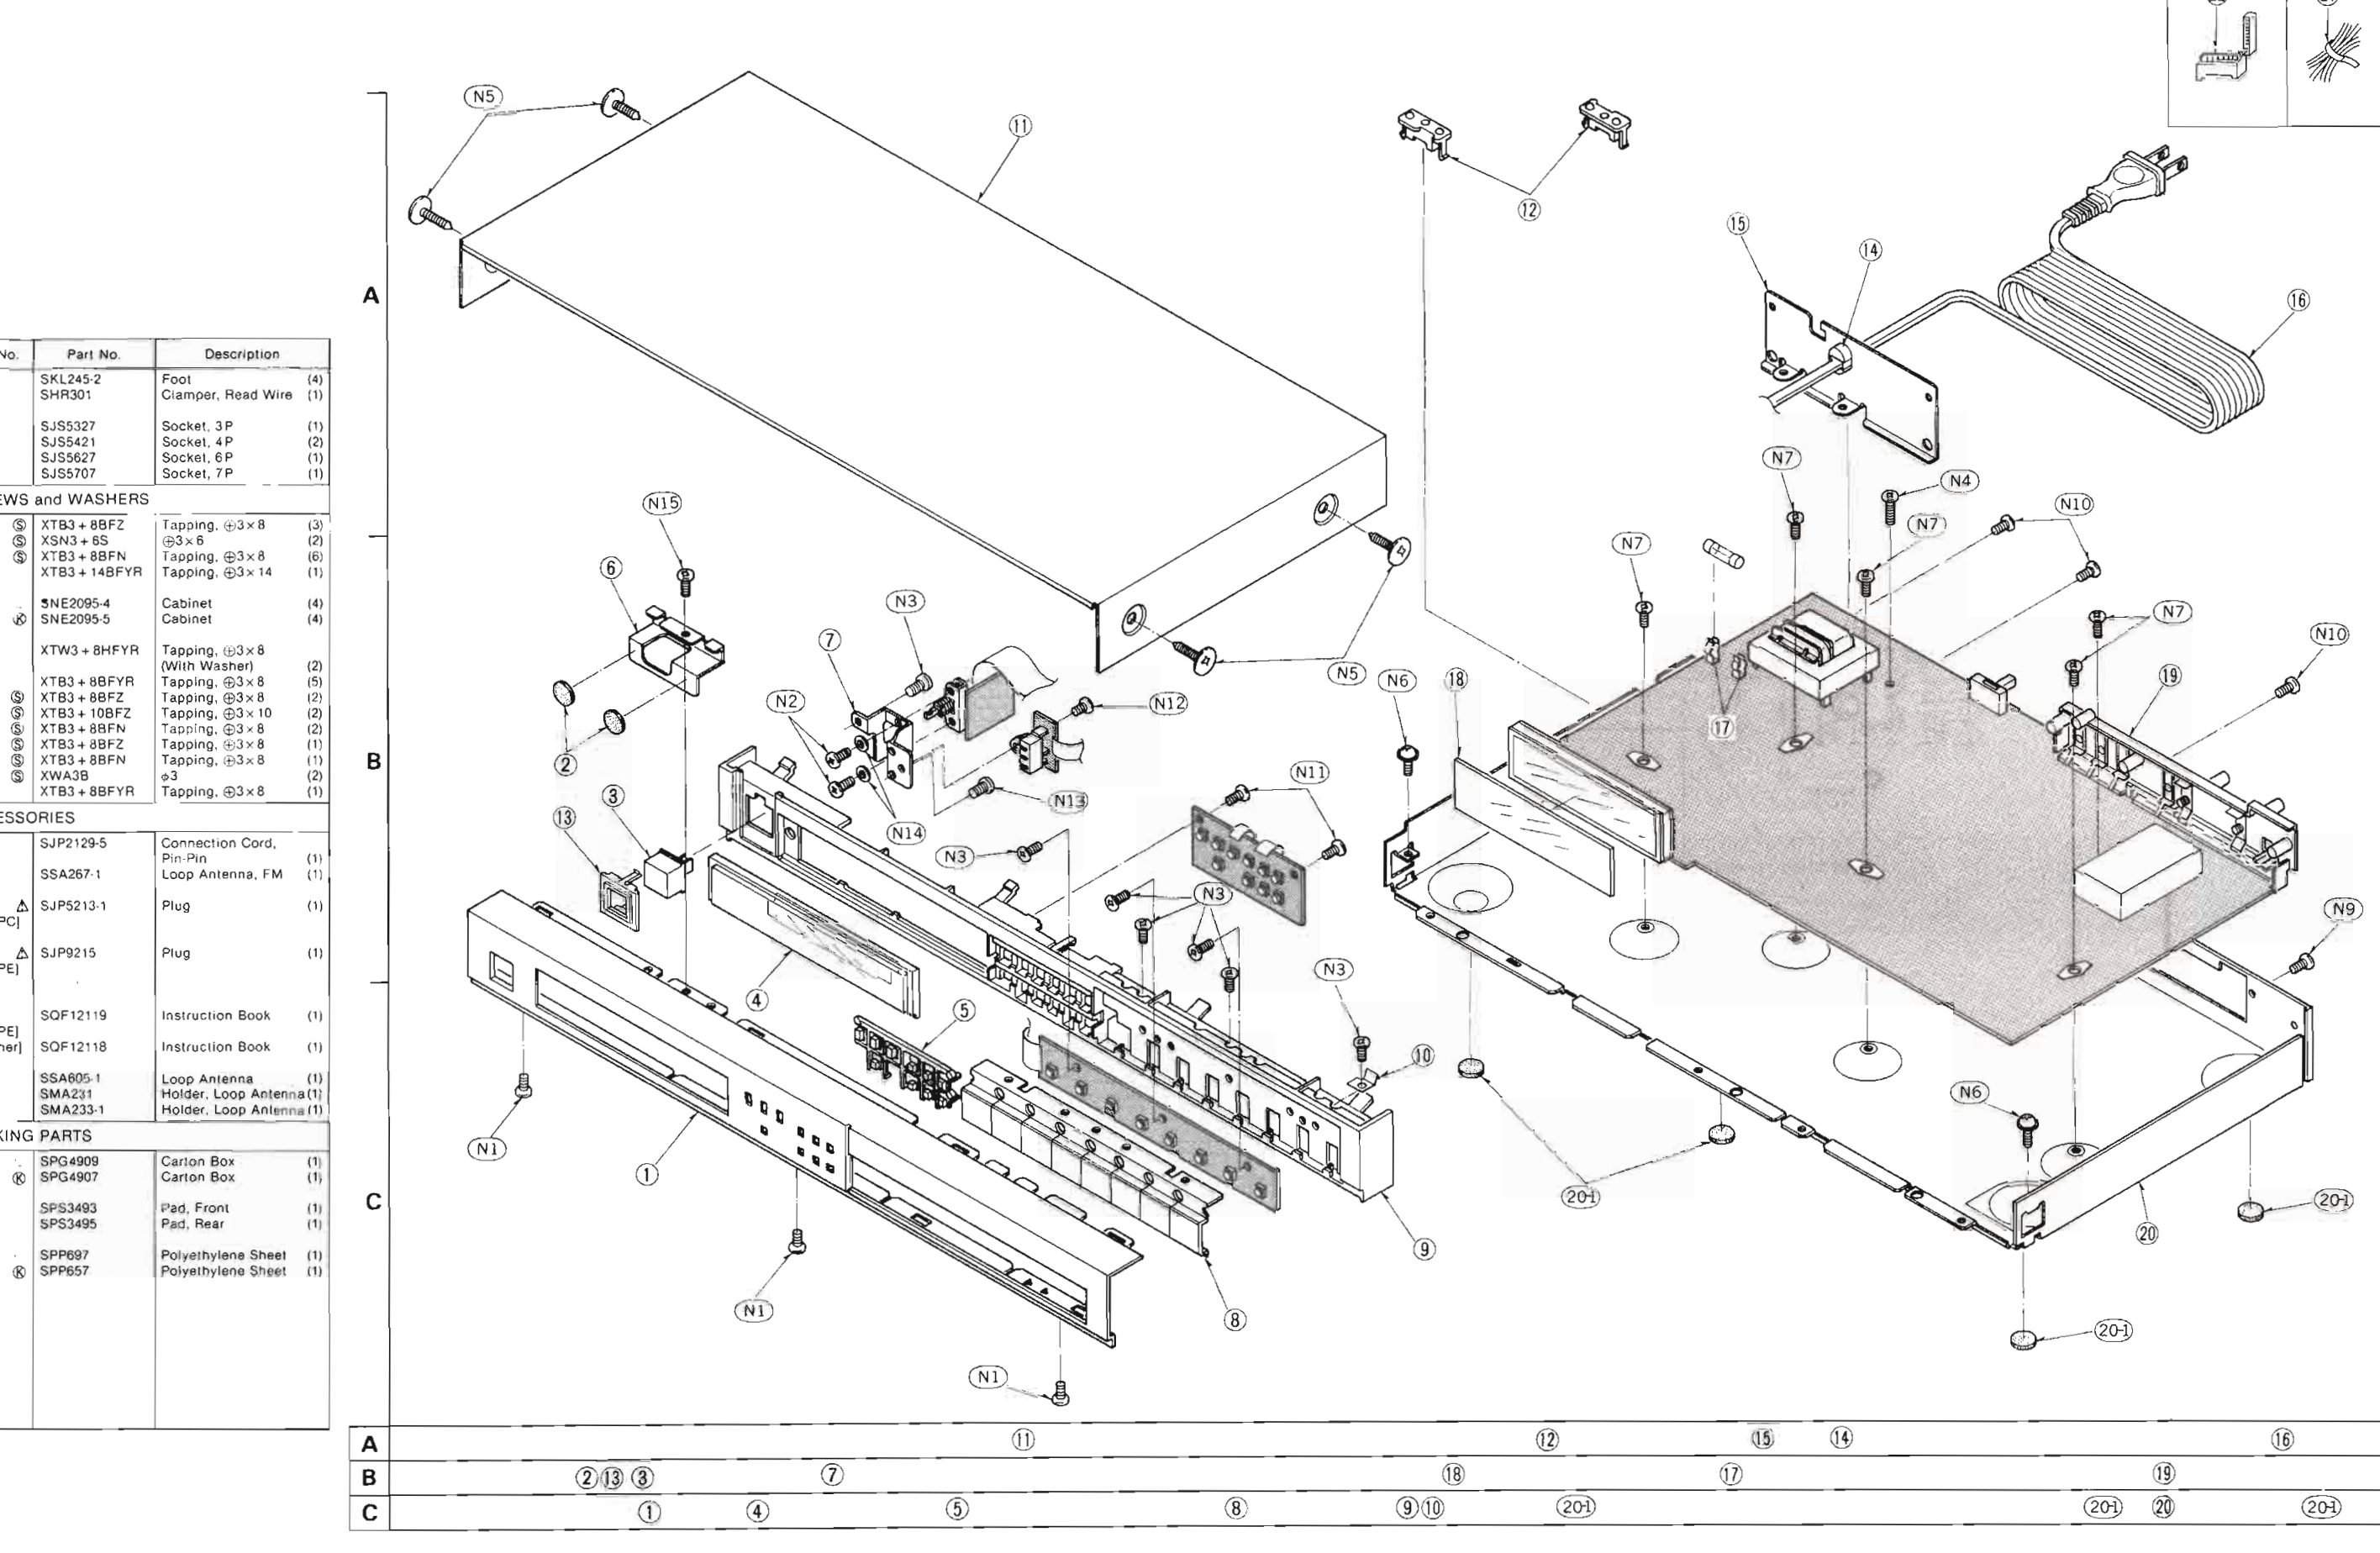 No. Part No. Description
SKL245-2 Foot (4)
SHR301 Clamper, Read Wire (1)
SJS5327 Socket, 3P (1)
SJS5421 Socket, 4P (2)
SJS5627 Socket, 6P (1)
SJS5707 Socket, 7P (1)
EWS and WASHERS
Ⓢ XTB3+8BFZ Tapping, ⊕3×8 (3)
Ⓢ XSN3+6S ⊕3×6 (2)
Ⓢ XTB3+8BFN Tapping, ⊕3×8 (6)
XTB3+14BFYR Tapping, ⊕3×14 (1)
SNE2095-4 Cabinet (4)
Ⓚ SNE2095-5 Cabinet (4)
XTW3+8HFYR Tapping, ⊕3×8
(With Washer) (2)
XTB3+8BFYR Tapping, ⊕3×8 (5)
Ⓢ XTB3+8BFZ Tapping, ⊕3×8 (2)
Ⓢ XTB3+10BFZ Tapping, ⊕3×10 (2)
Ⓢ XTB3+8BFN Tapping, ⊕3×8 (2)
Ⓢ XTB3+8BFZ Tapping, ⊕3×8 (1)
Ⓢ XTB3+8BFN Tapping, ⊕3×8 (1)
Ⓢ XWA3B φ3 (2)
XTB3+8BFYR Tapping, ⊕3×8 (1)
ESSORIES
SJP2129-5 Connection Cord,
Pin-Pin (1)
SSA267-1 Loop Antenna, FM (1)
⚠ SJP5213-1 Plug (1)
PC]
⚠ SJP9215 Plug (1)
PE]
SQF12119 Instruction Book (1)
PE]
her] SQF12118 Instruction Book (1)
SSA605-1 Loop Antenna (1)
SMA231 Holder, Loop Antenna (1)
SMA233-1 Holder, Loop Antenna (1)
KING PARTS
SPG4909 Carton Box (1)
Ⓚ SPG4907 Carton Box (1)
SPS3493 Pad, Front (1)
SPS3495 Pad, Rear (1)
SPP697 Polyethylene Sheet (1)
Ⓚ SPP657 Polyethylene Sheet (1)
A
B
C
N5
⑪
⑫
⑮
⑭
⑯
N15
⑥
②
⑦
N3
N2
N14
N12
N13
N5
N3
N11
N3
N3
⑬
③
④
⑤
N1
①
N1
N1
⑧
⑨
⑩
N7
N7
N4
N7
N10
N7
N10
⑲
⑰
N6
⑱
N9
N6
20-1
20-1
20-1
⑳
A ⑪ ⑫ ⑮ ⑭ ⑯
B ② ⑬ ③ ⑦ ⑱ ⑰ ⑲
C ① ④ ⑤ ⑧ ⑨ ⑩ 20-1 20-1 ⑳ 20-1